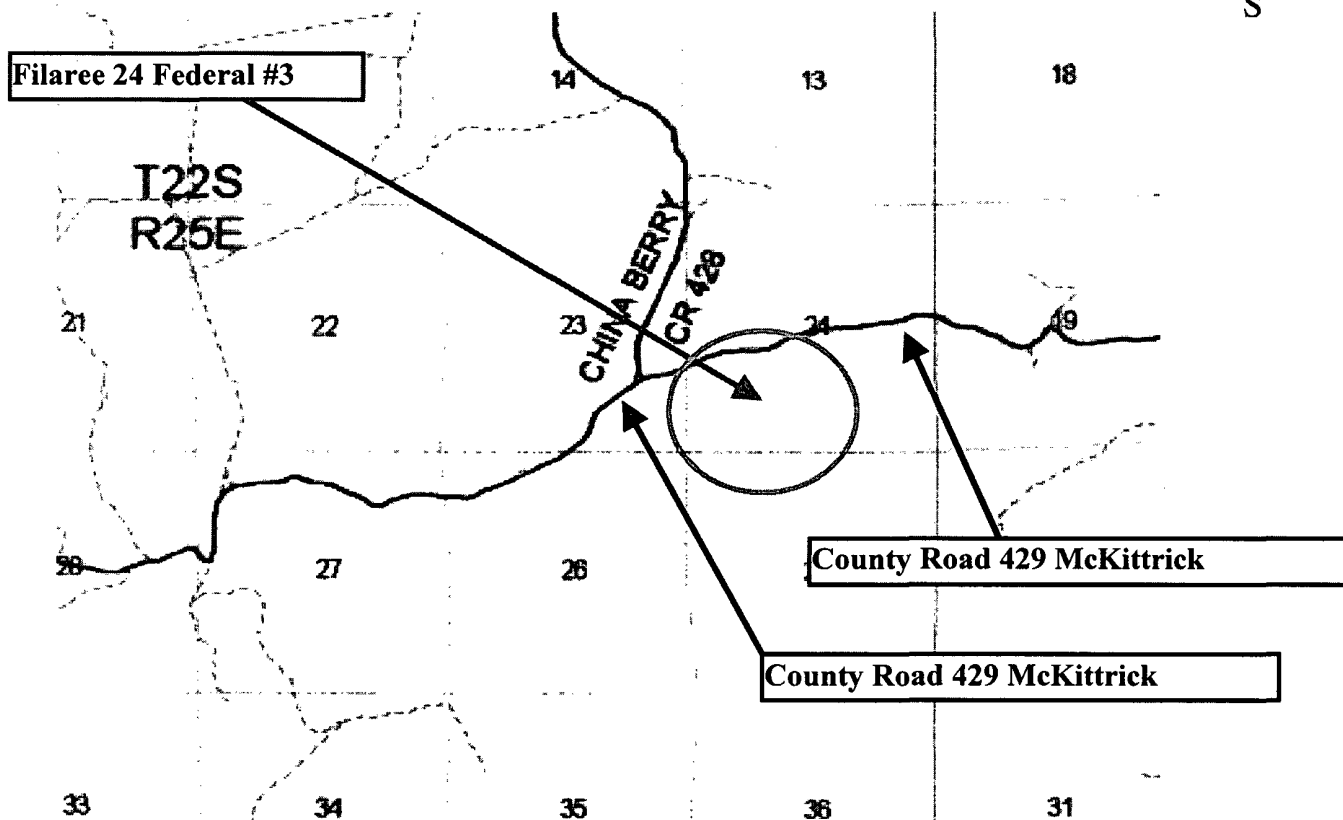 S
Filaree 24 Federal #3
14
13
18
T22S
R25E
CHINA BERRY
CR 428
21
22
23
24
19
28
27
26
County Road 429 McKittrick
County Road 429 McKittrick
33
34
35
36
31